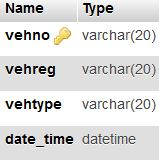 Name Type
vehno varchar(20)
vehreg varchar(20)
vehtype varchar(20)
date_time datetime